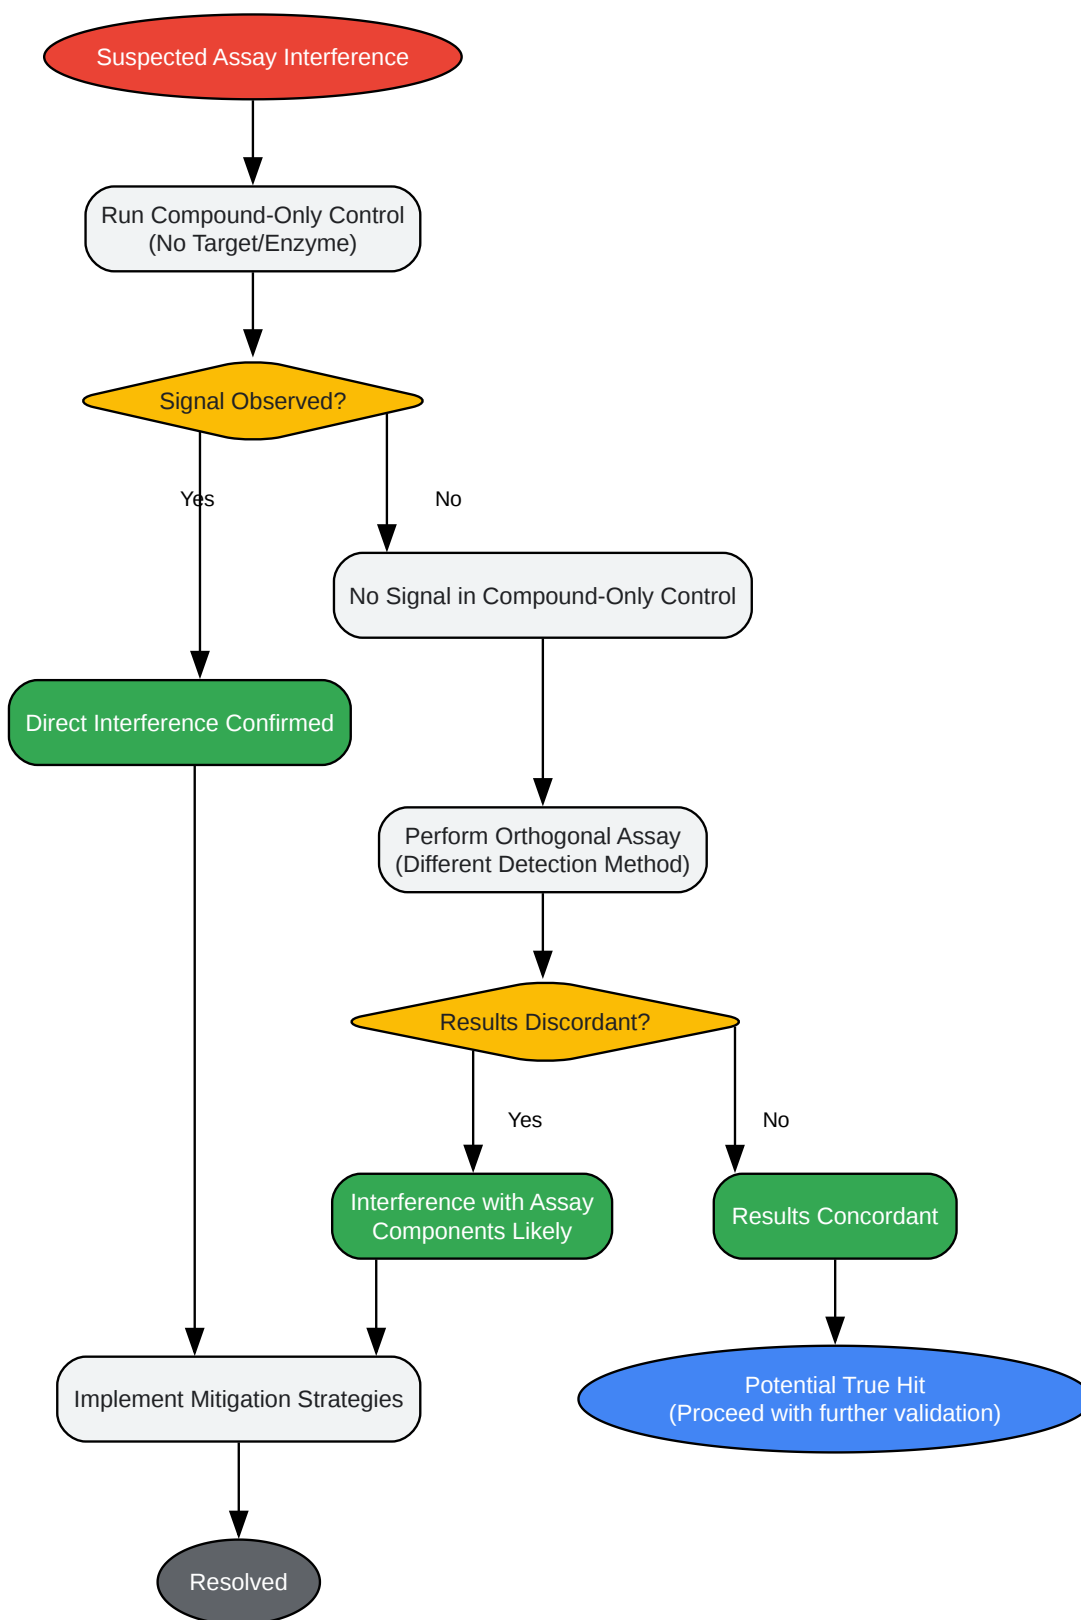 Suspected Assay Interference
Run Compound-Only Control
(No Target/Enzyme)
Signal Observed?
Yes
No
No Signal in Compound-Only Control
Direct Interference Confirmed
Perform Orthogonal Assay
(Different Detection Method)
Results Discordant?
Yes
No
Interference with Assay
Components Likely
Results Concordant
Implement Mitigation Strategies
Potential True Hit
(Proceed with further validation)
Resolved